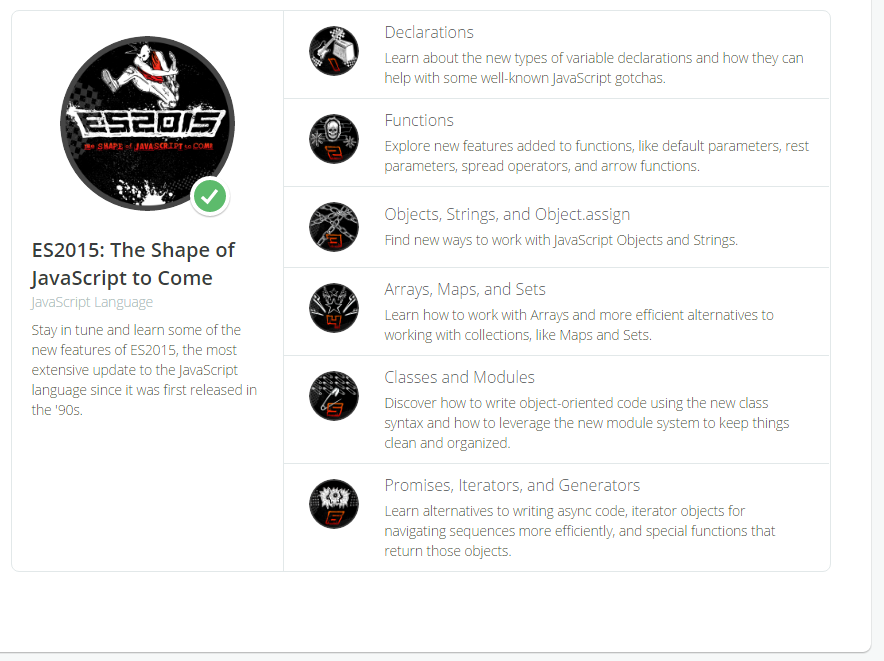 ES2015
the SHAPE of JAVASCRIPT to COME
ES2015: The Shape of
JavaScript to Come
JavaScript Language
Stay in tune and learn some of the
new features of ES2015, the most
extensive update to the JavaScript
language since it was first released in
the '90s.
1
Declarations
Learn about the new types of variable declarations and how they can
help with some well-known JavaScript gotchas.
2
Functions
Explore new features added to functions, like default parameters, rest
parameters, spread operators, and arrow functions.
3
Objects, Strings, and Object.assign
Find new ways to work with JavaScript Objects and Strings.
4
Arrays, Maps, and Sets
Learn how to work with Arrays and more efficient alternatives to
working with collections, like Maps and Sets.
5
Classes and Modules
Discover how to write object-oriented code using the new class
syntax and how to leverage the new module system to keep things
clean and organized.
6
Promises, Iterators, and Generators
Learn alternatives to writing async code, iterator objects for
navigating sequences more efficiently, and special functions that
return those objects.